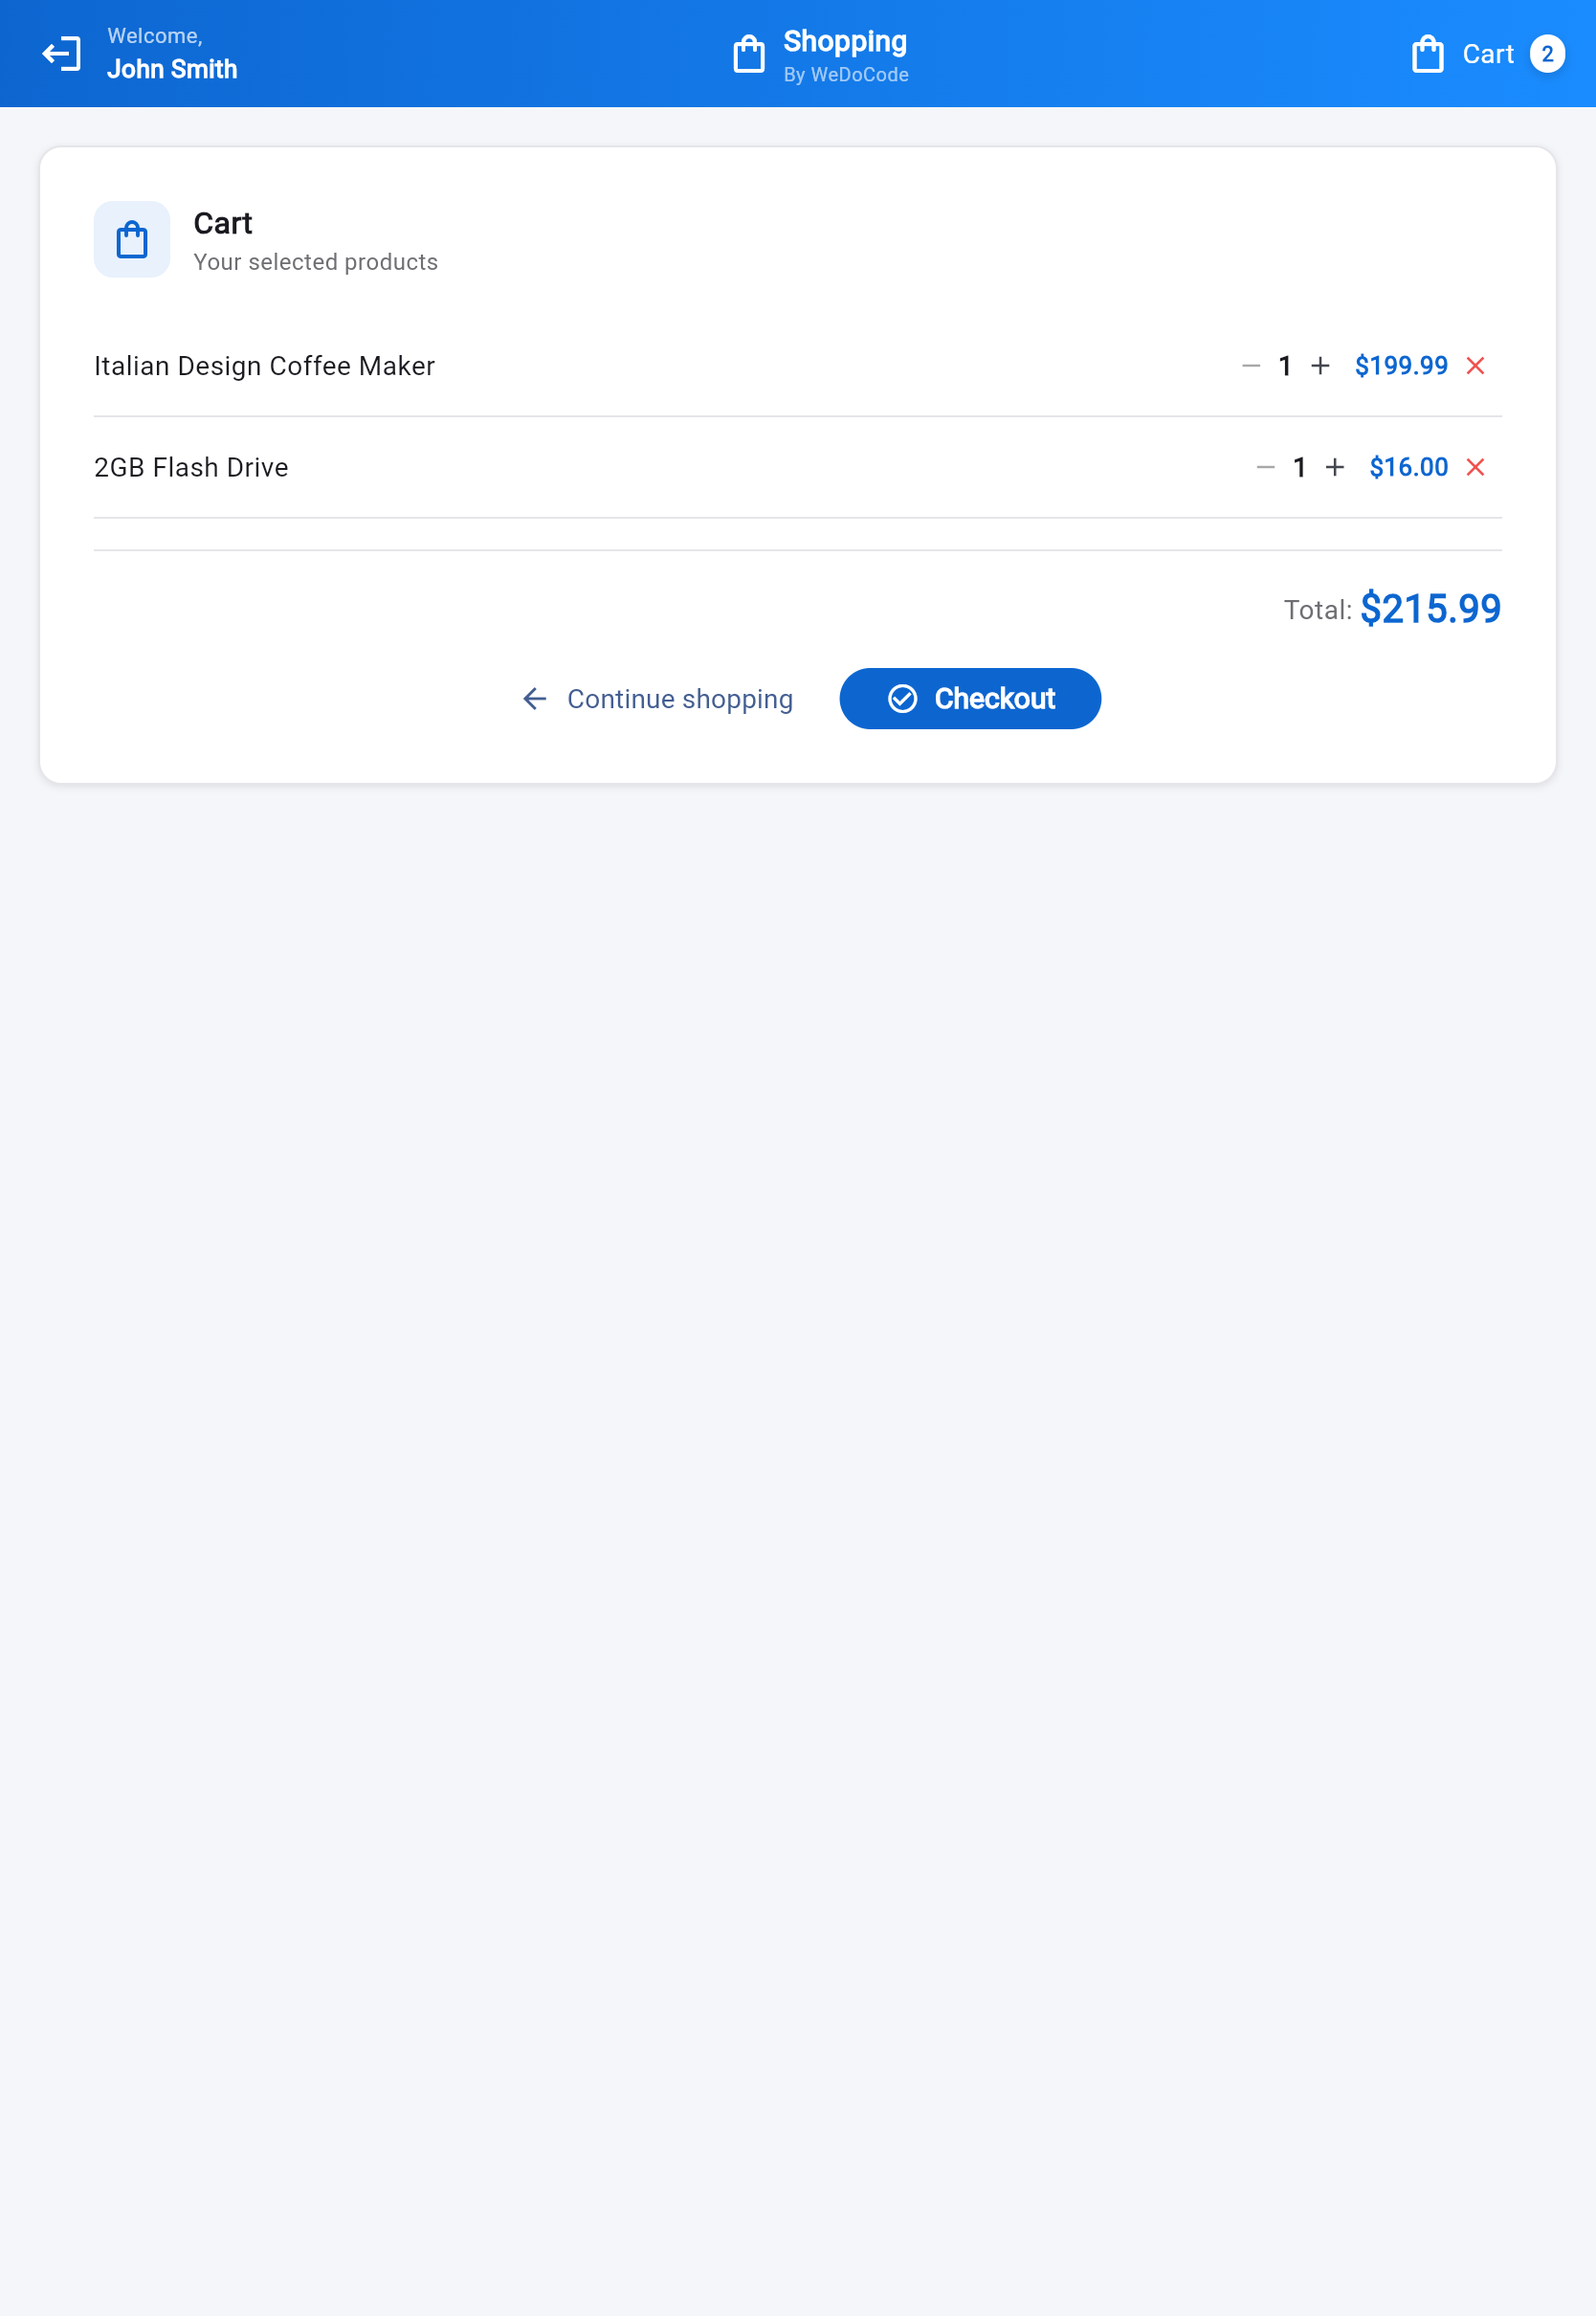 Welcome,
John Smith
Shopping
By WeDoCode
Cart 2
Cart
Your selected products
Italian Design Coffee Maker 1 $199.99
2GB Flash Drive 1 $16.00
Total: $215.99
Continue shopping
Checkout